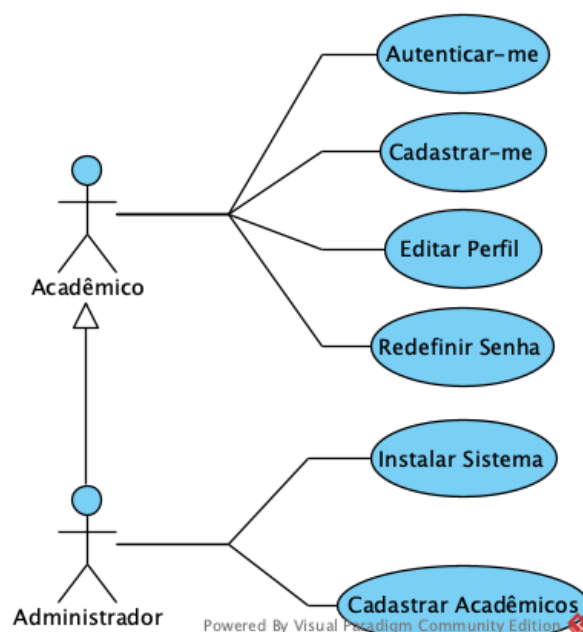 Autenticar-me
Cadastrar-me
Editar Perfil
Acadêmico
Redefinir Senha
Instalar Sistema
Cadastrar Acadêmicos
Administrador
Powered By Visual Paradigm Community Edition